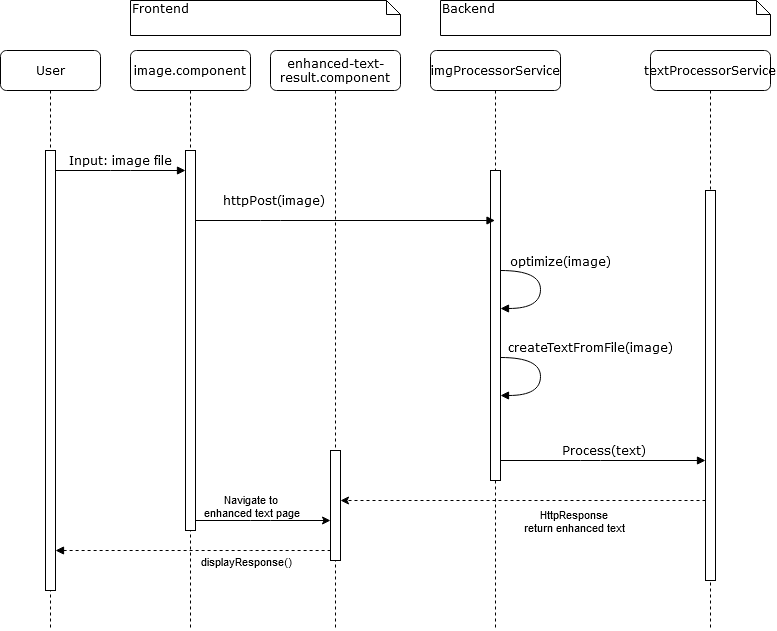 Frontend
Backend
User
image.component
enhanced-text-
result.component
imgProcessorService
textProcessorService
Input: image file
httpPost(image)
optimize(image)
createTextFromFile(image)
Process(text)
Navigate to
enhanced text page
HttpResponse
return enhanced text
displayResponse()